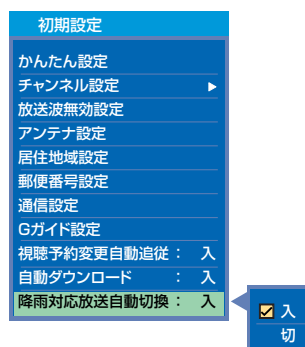 初期設定
かんたん設定
チャンネル設定
放送波無効設定
アンテナ設定
居住地域設定
郵便番号設定
通信設定
Gガイド設定
視聴予約変更自動追従： 入
自動ダウンロード ： 入
降雨対応放送自動切換： 入
入
切